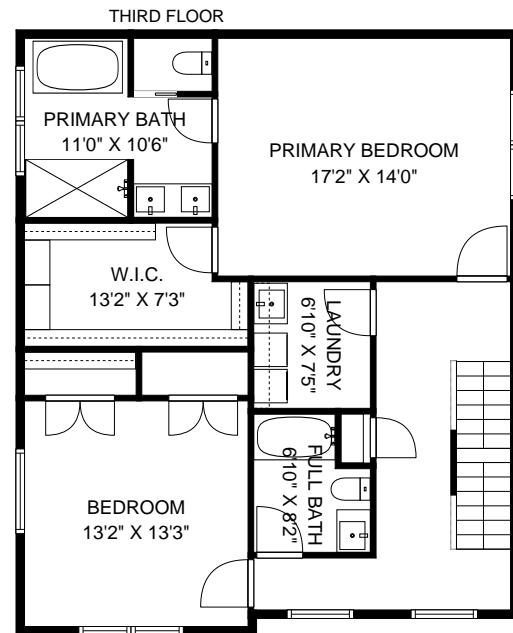 THIRD FLOOR
PRIMARY BATH
11'0" X 10'6"
PRIMARY BEDROOM
17'2" X 14'0"
W.I.C.
13'2" X 7'3"
LAUNDRY
6'10" X 7'5"
FULL BATH
6'10" X 8'2"
BEDROOM
13'2" X 13'3"